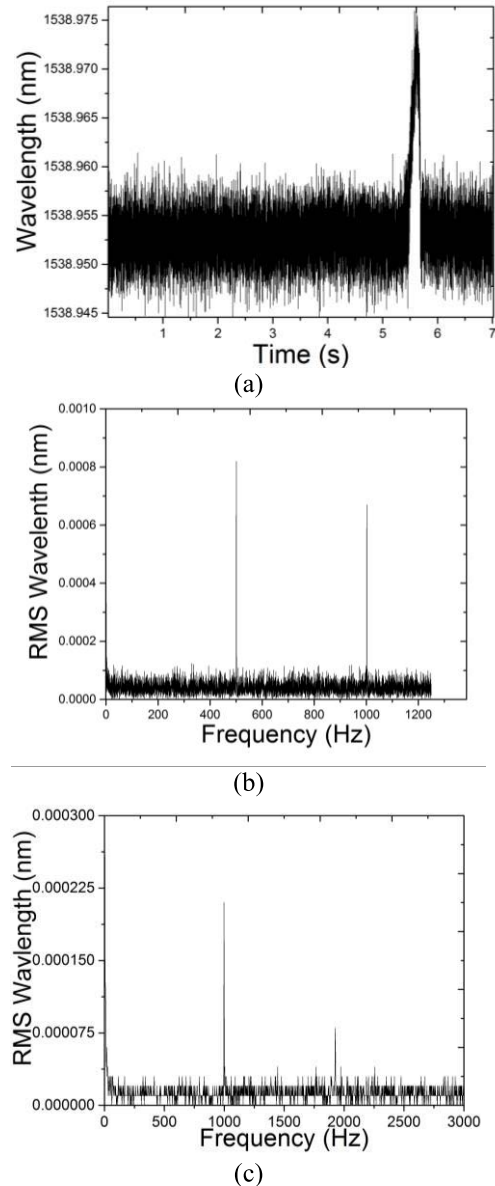 1538.975
1538.970
1538.965
1538.960
1538.955
1538.950
1538.945
Wavelength (nm)
1 2 3 4 5 6 7
Time (s)
(a)
0.0010
0.0008
0.0006
0.0004
0.0002
0.0000
RMS Wavelenth (nm)
0 200 400 600 800 1000 1200
Frequency (Hz)
(b)
0.000300
0.000225
0.000150
0.000075
0.000000
RMS Wavlength (nm)
0 500 1000 1500 2000 2500 3000
Frequency (Hz)
(c)